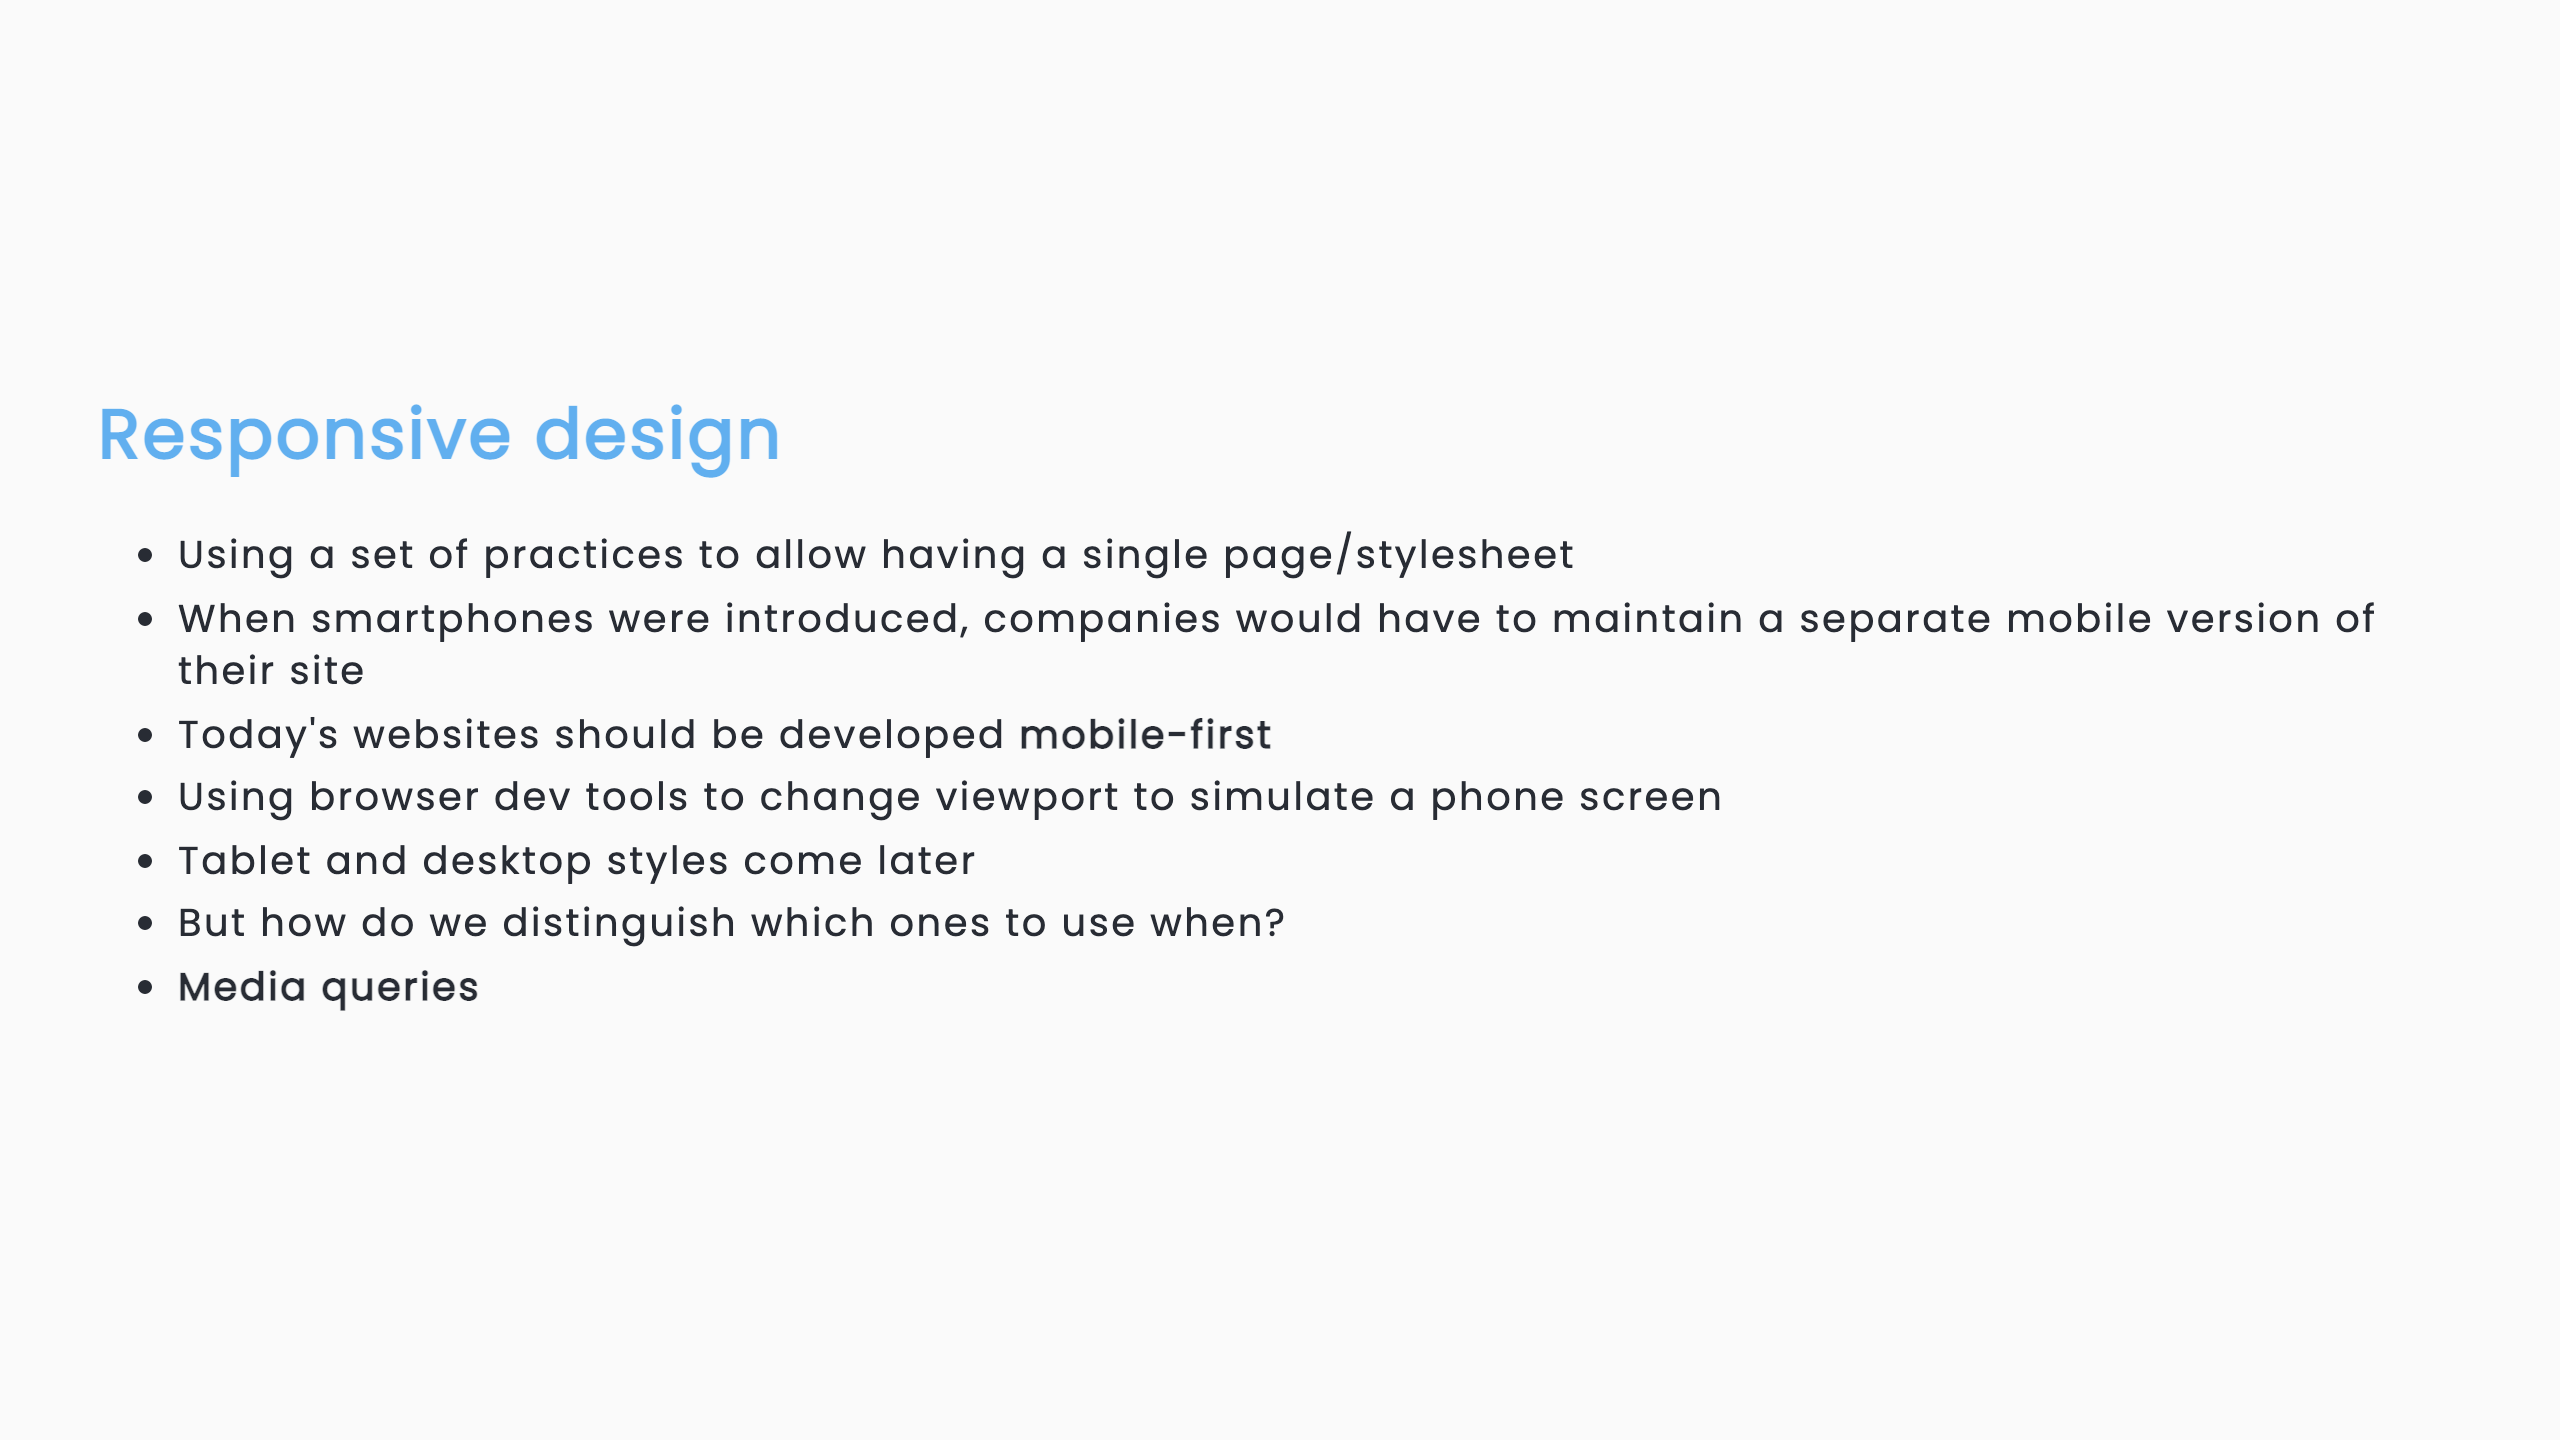 Responsive design
Using a set of practices to allow having a single page/stylesheet
When smartphones were introduced, companies would have to maintain a separate mobile version of
their site
Today's websites should be developed mobile-first
Using browser dev tools to change viewport to simulate a phone screen
Tablet and desktop styles come later
But how do we distinguish which ones to use when?
Media queries